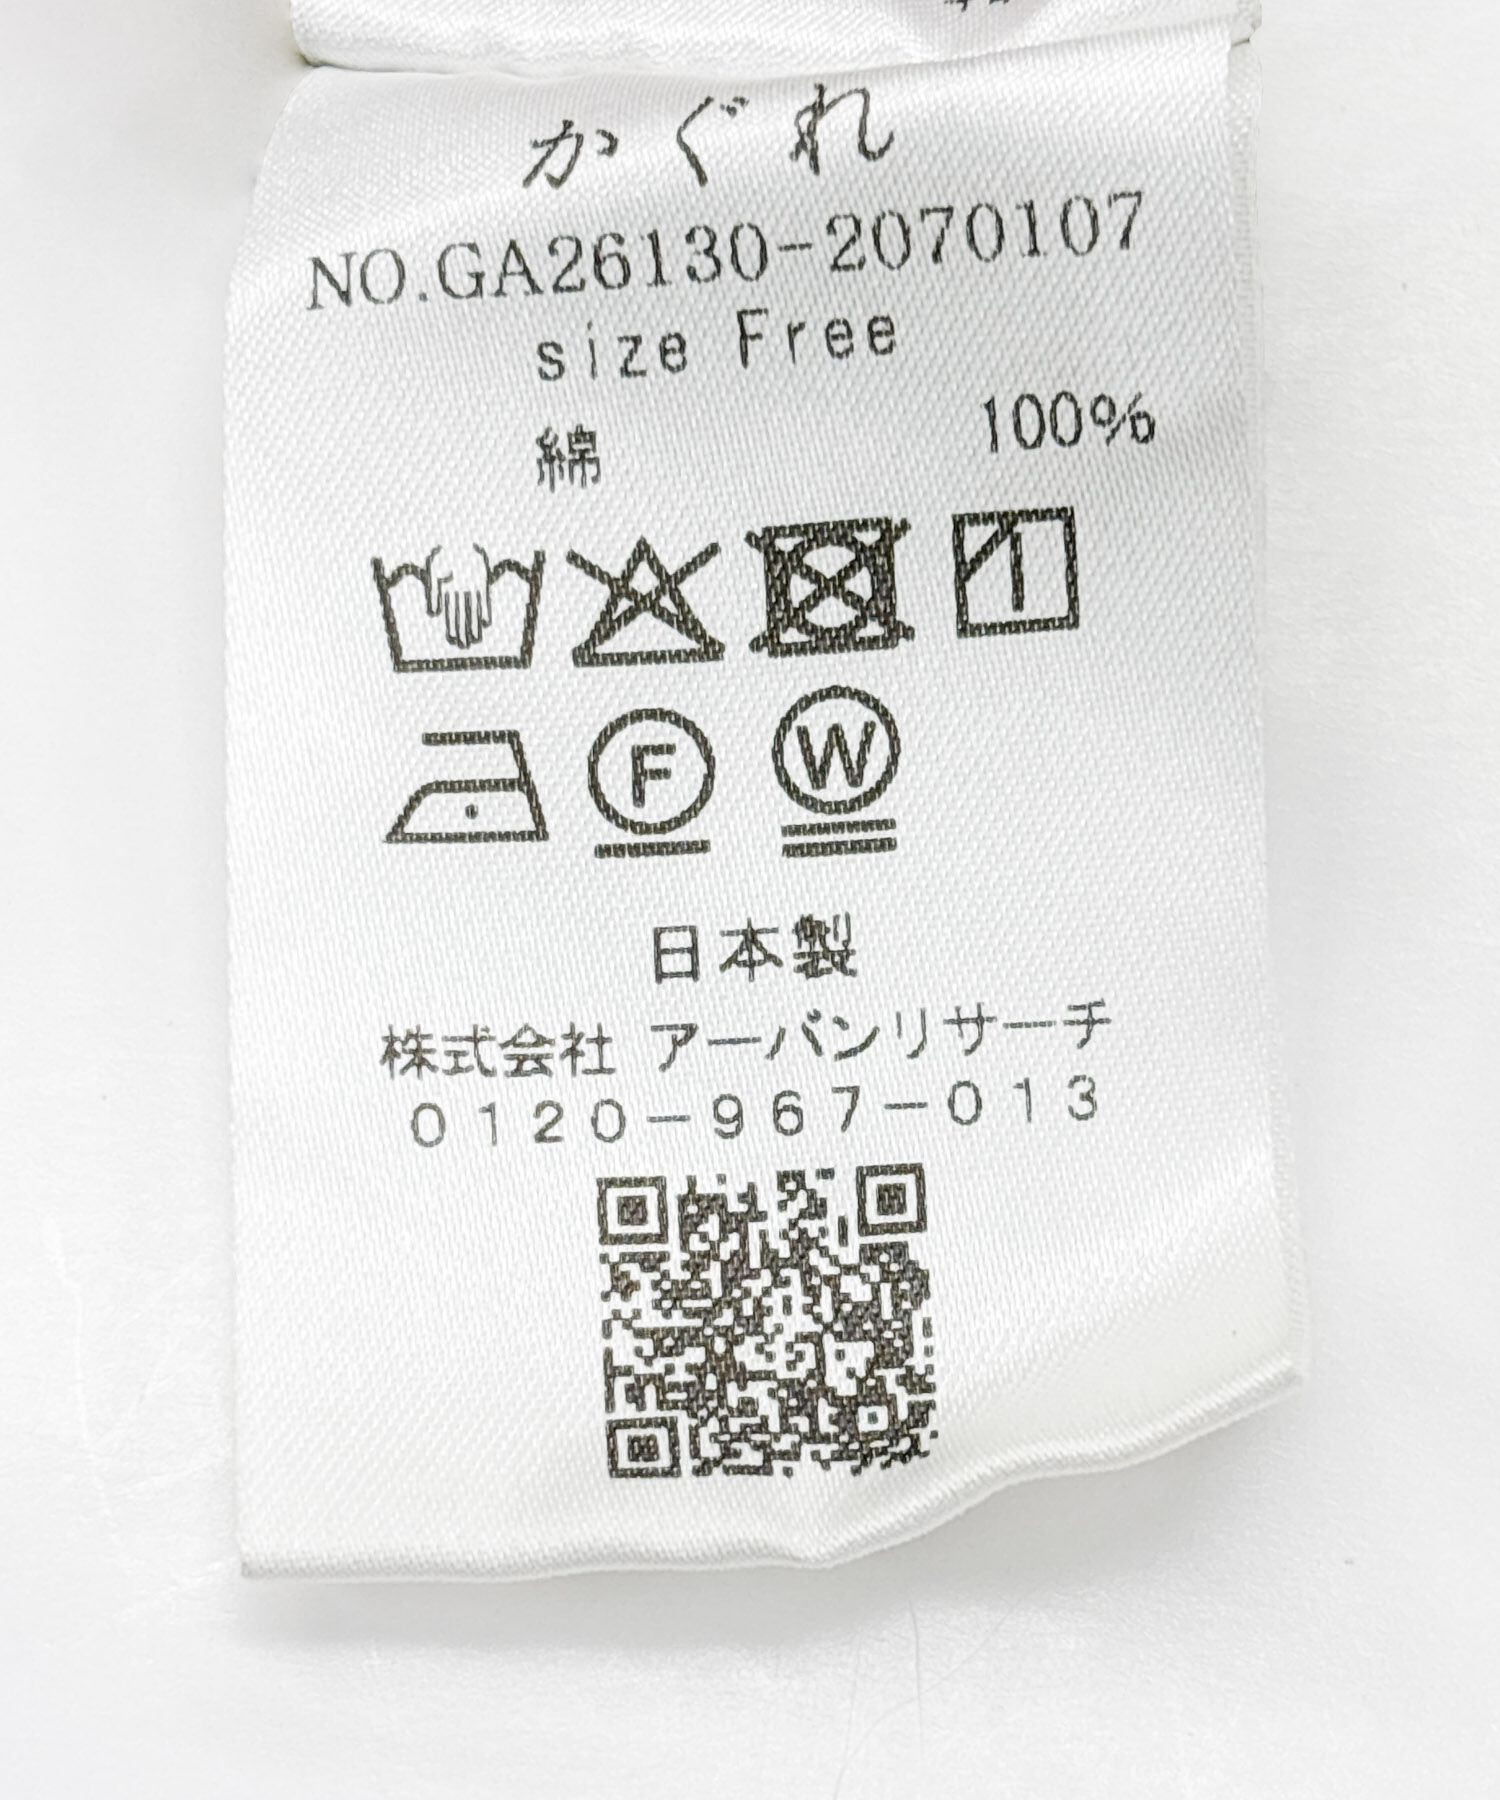 かぐれ
NO.GA26130-2070107
size Free
綿 100%
F W
日本製
株式会社 アーバンリサーチ
0120-967-013